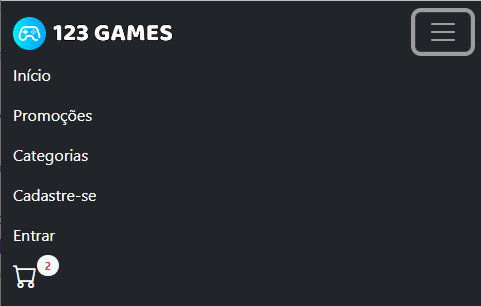 123 GAMES
Início
Promoções
Categorias
Cadastre-se
Entrar
2